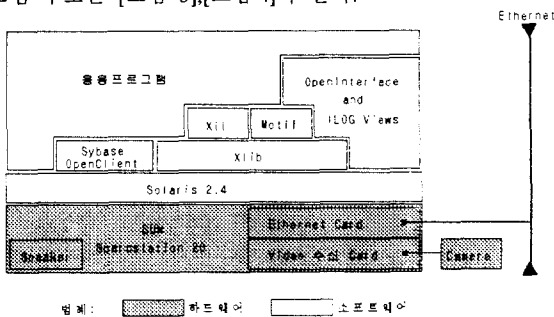 Ethernet
응용프로그램
OpenInterface
and
ILOG Views
Xil
Motif
Sybase
OpenClient
Xlib
Solaris 2.4
SUN
Sparcstation 20
Ethernet Card
Speaker
Video 수신 Card
Camera
범례:
하드웨어
소프트웨어